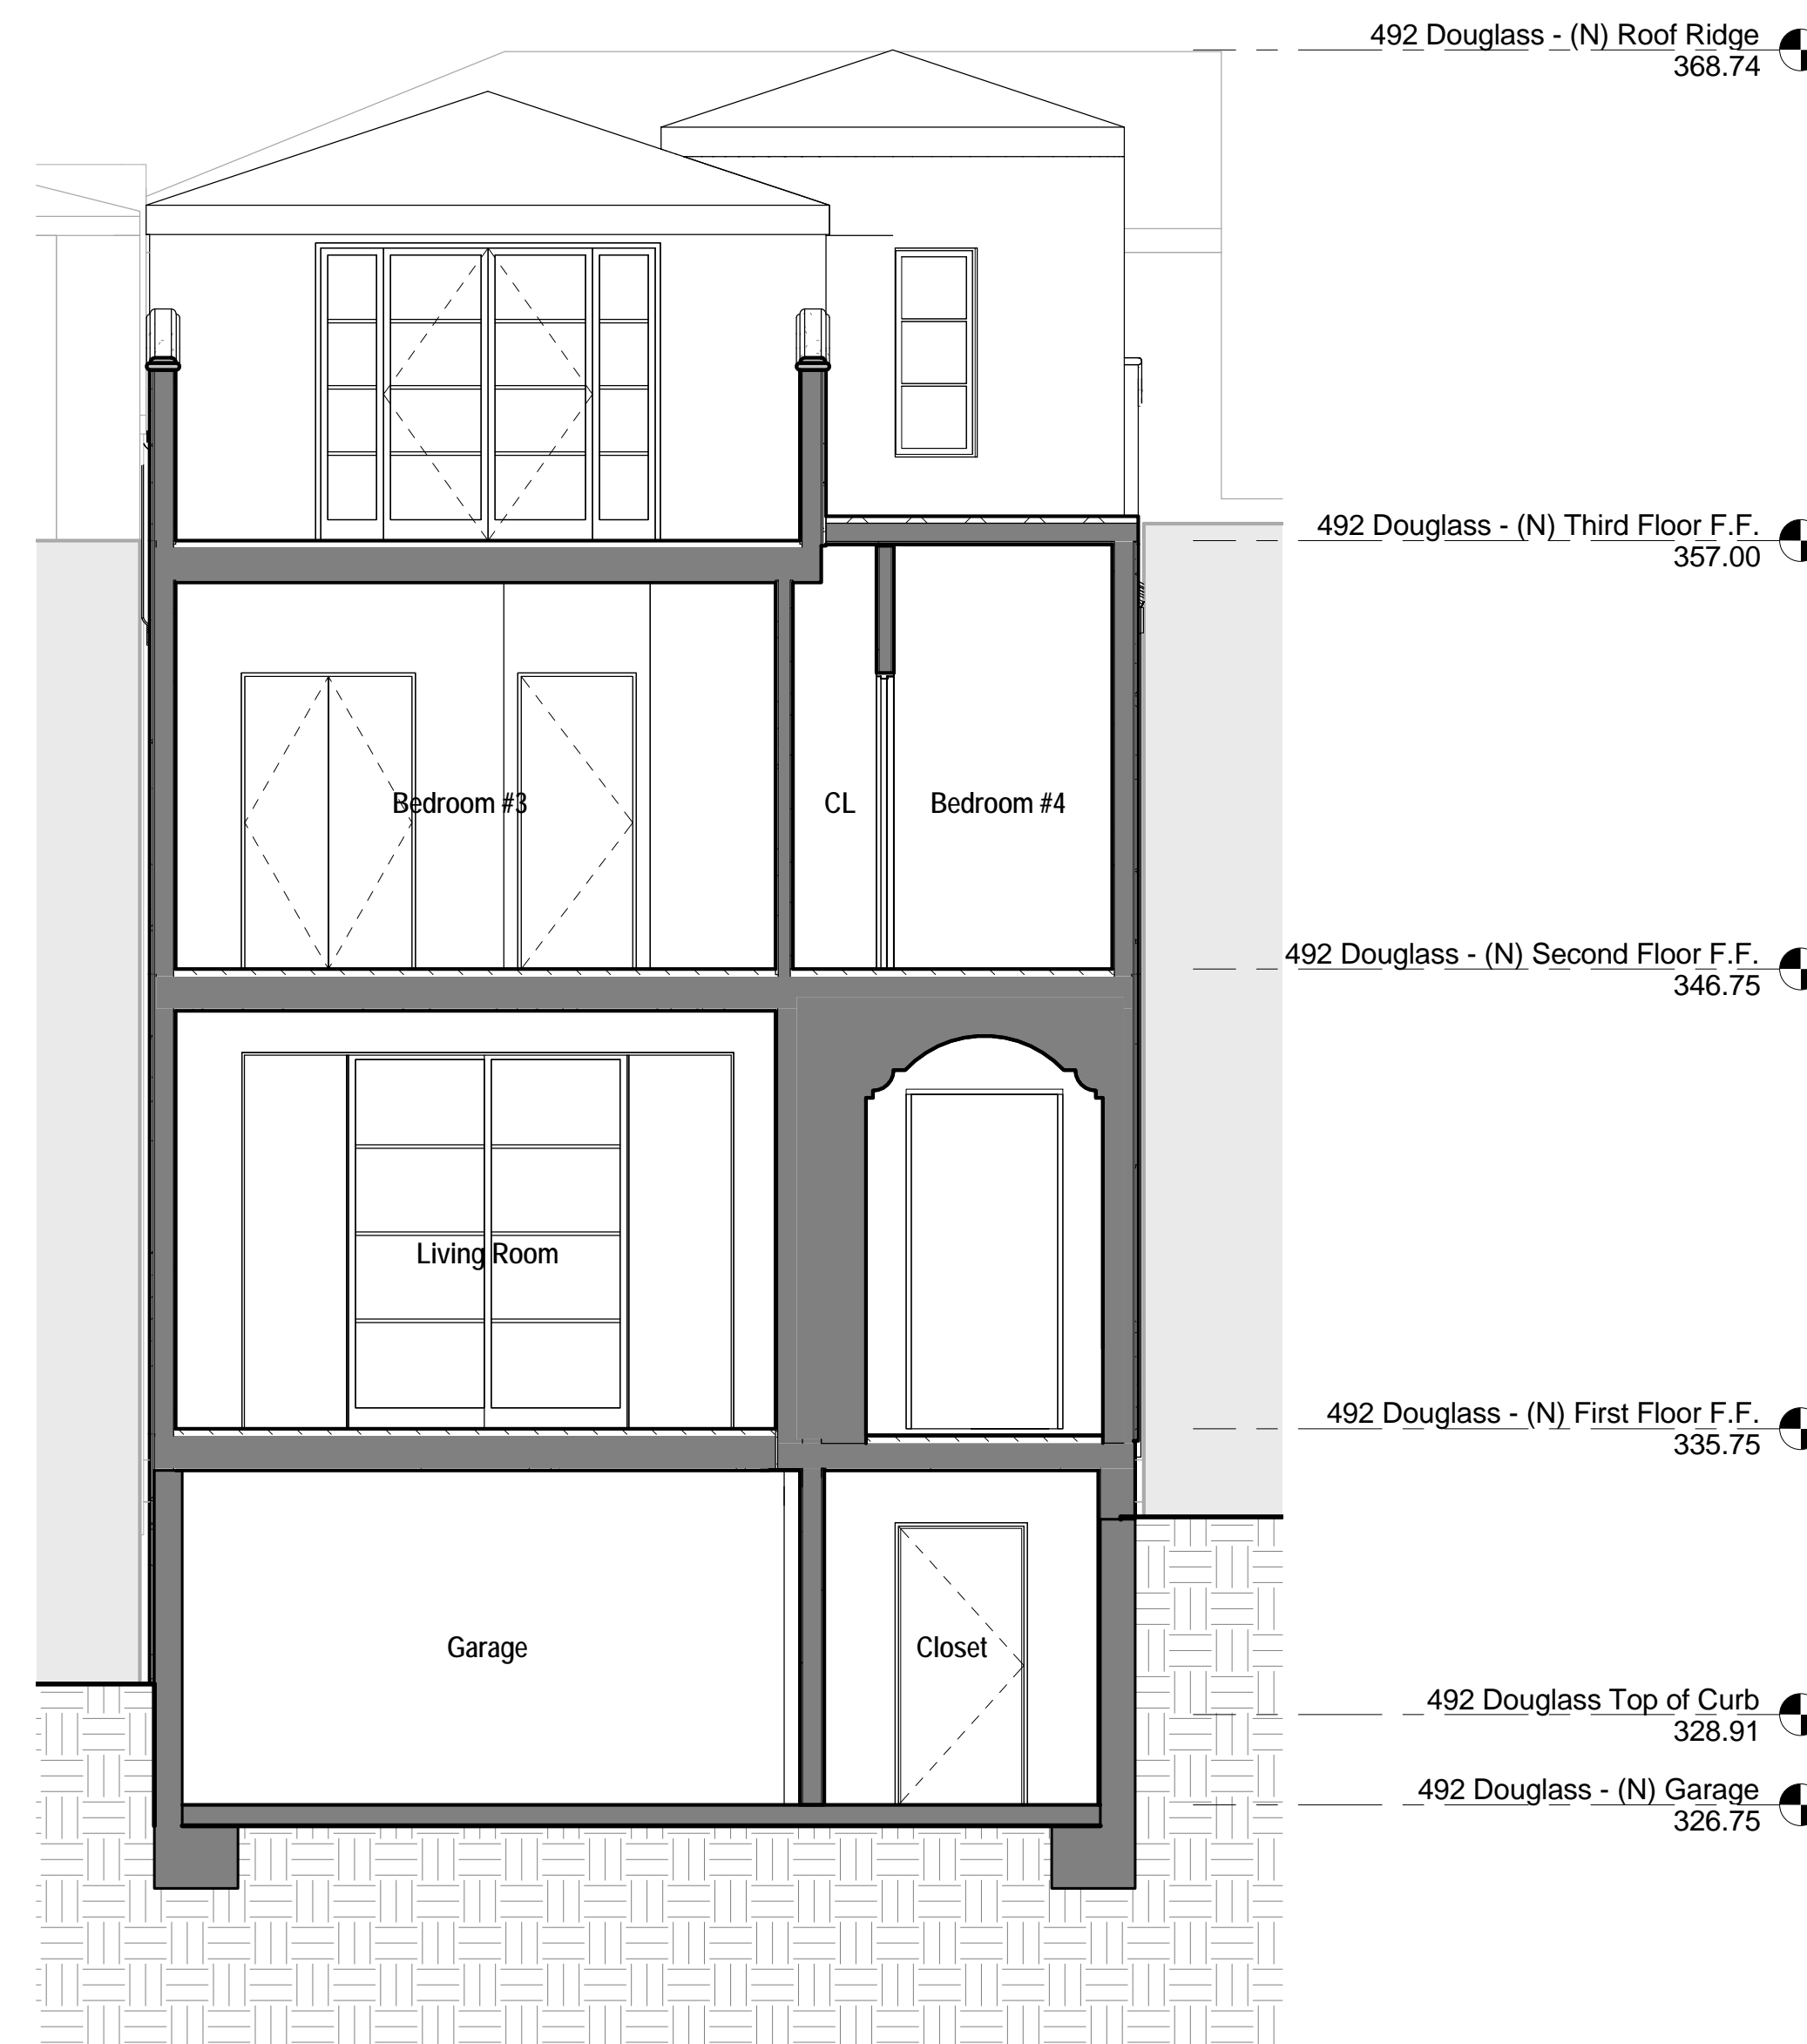 492 Douglass - (N) Roof Ridge
368.74
492 Douglass - (N) Third Floor F.F.
357.00
Bedroom #3
CL
Bedroom #4
492 Douglass - (N) Second Floor F.F.
346.75
Living Room
492 Douglass - (N) First Floor F.F.
335.75
Garage
Closet
492 Douglass Top of Curb
328.91
492 Douglass - (N) Garage
326.75